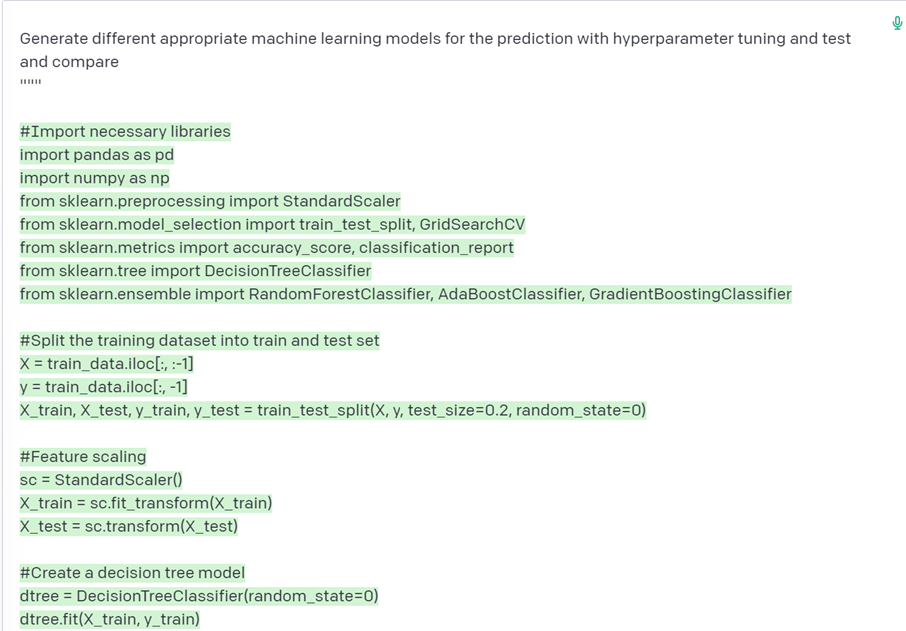 Generate different appropriate machine learning models for the prediction with hyperparameter tuning and test
and compare
"""
#Import necessary libraries
import pandas as pd
import numpy as np
from sklearn.preprocessing import StandardScaler
from sklearn.model_selection import train_test_split, GridSearchCV
from sklearn.metrics import accuracy_score, classification_report
from sklearn.tree import DecisionTreeClassifier
from sklearn.ensemble import RandomForestClassifier, AdaBoostClassifier, GradientBoostingClassifier
#Split the training dataset into train and test set
X = train_data.iloc[:, :-1]
y = train_data.iloc[:, -1]
X_train, X_test, y_train, y_test = train_test_split(X, y, test_size=0.2, random_state=0)
#Feature scaling
sc = StandardScaler()
X_train = sc.fit_transform(X_train)
X_test = sc.transform(X_test)
#Create a decision tree model
dtree = DecisionTreeClassifier(random_state=0)
dtree.fit(X_train, y_train)